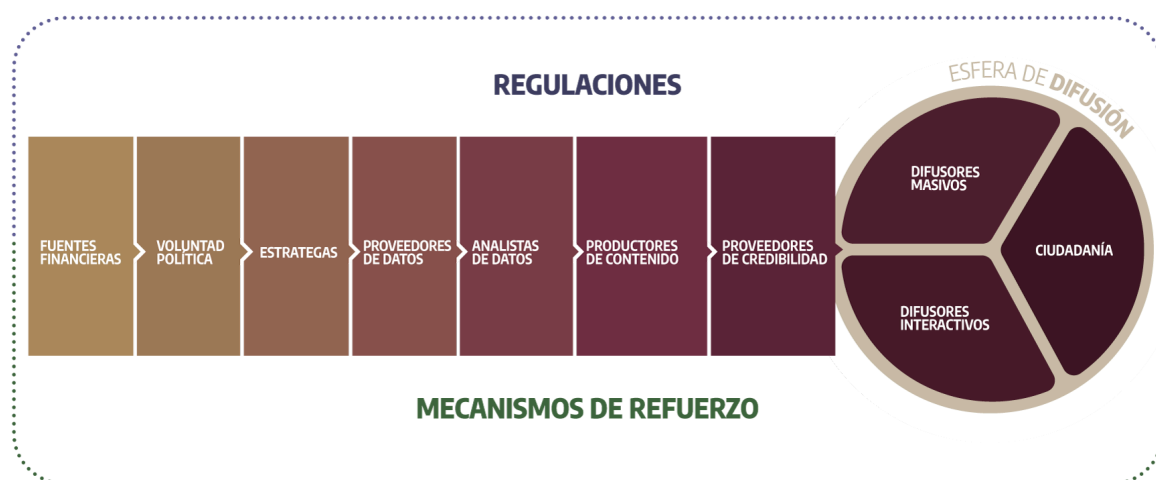 REGULACIONES
ESFERA DE DIFUSIÓN
FUENTES
FINANCIERAS
VOLUNTAD
POLÍTICA
ESTRATEGAS
PROVEEDORES
DE DATOS
ANALISTAS
DE DATOS
PRODUCTORES
DE CONTENIDO
PROVEEDORES
DE CREDIBILIDAD
DIFUSORES
MASIVOS
CIUDADANÍA
DIFUSORES
INTERACTIVOS
MECANISMOS DE REFUERZO